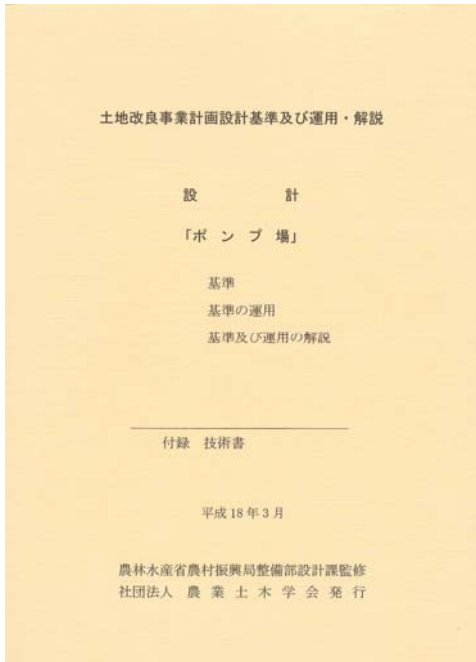 土地改良事業計画設計基準及び運用・解説
設計
「ポンプ場」
基準
基準の運用
基準及び運用の解説
付録 技術書
平成18年3月
農林水産省農村振興局整備部設計課監修
社団法人 農業土木学会発行